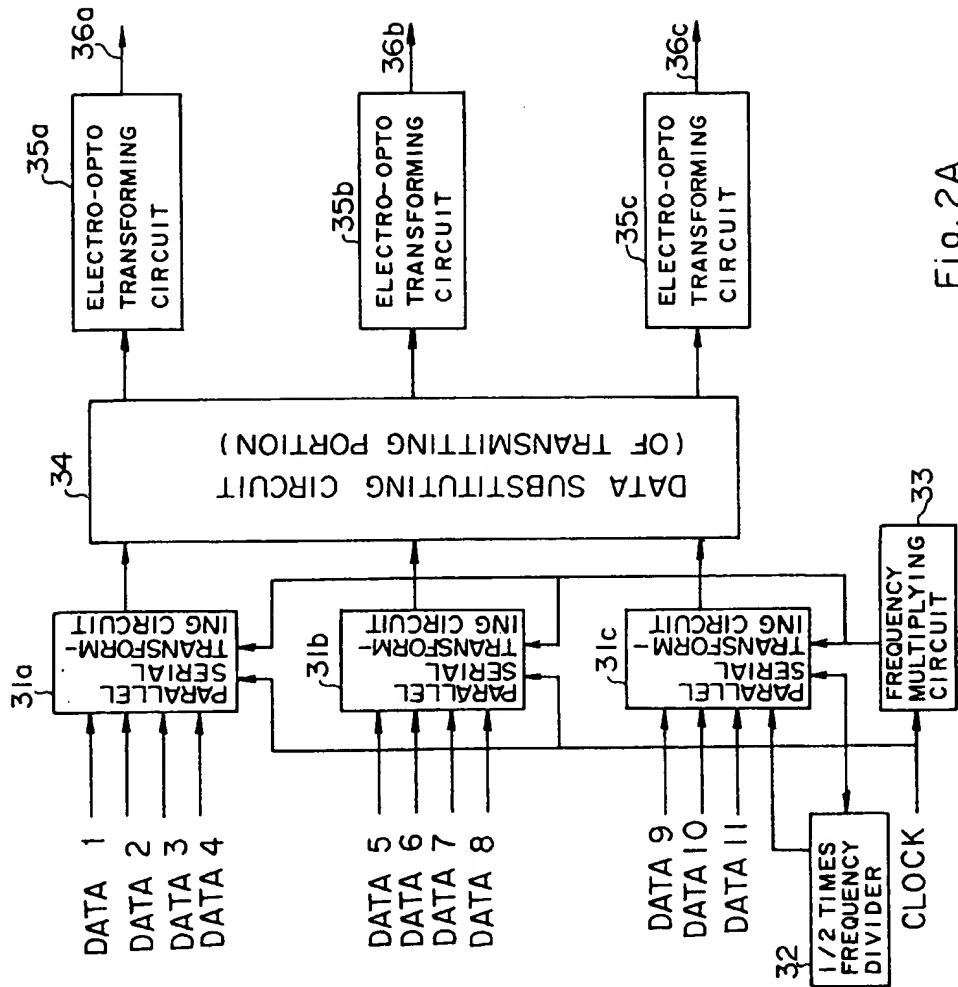 35a
36a
ELECTRO-OPTO
TRANSFORMING
CIRCUIT
35b
36b
ELECTRO-OPTO
TRANSFORMING
CIRCUIT
35c
36c
ELECTRO-OPTO
TRANSFORMING
CIRCUIT
34
DATA SUBSTITUTING CIRCUIT
(OF TRANSMITTING PORTION)
31a
PARALLEL
SERIAL
TRANSFORM-
ING CIRCUIT
31b
PARALLEL
SERIAL
TRANSFORM-
ING CIRCUIT
31c
PARALLEL
SERIAL
TRANSFORM-
ING CIRCUIT
33
FREQUENCY
MULTIPLYING
CIRCUIT
DATA 1
DATA 2
DATA 3
DATA 4
DATA 5
DATA 6
DATA 7
DATA 8
DATA 9
DATA 10
DATA 11
32
1/2 TIMES
FREQUENCY
DIVIDER
CLOCK
Fig. 2A